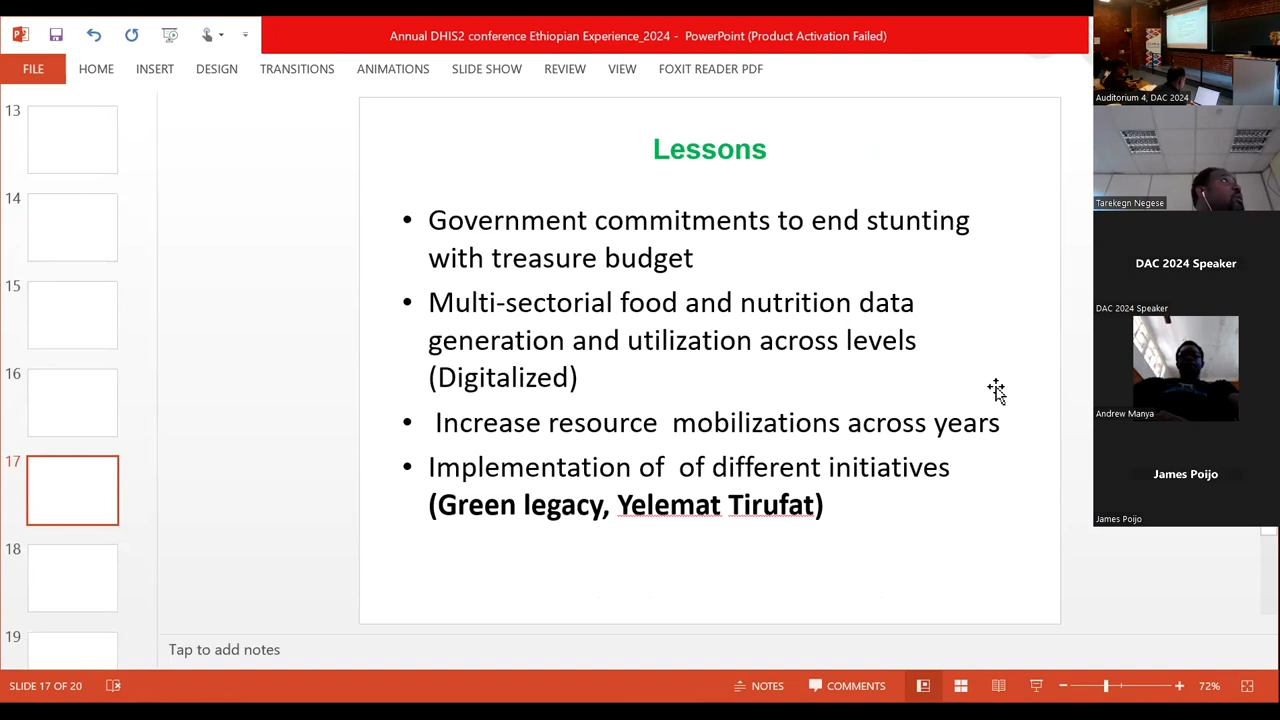 Annual DHIS2 conference Ethiopian Experience_2024 - PowerPoint (Product Activation Failed)
FILE HOME INSERT DESIGN TRANSITIONS ANIMATIONS SLIDE SHOW REVIEW VIEW FOXIT READER PDF
13
14
15
16
17
18
19
Lessons
• Government commitments to end stunting
with treasure budget
• Multi-sectorial food and nutrition data
generation and utilization across levels
(Digitalized)
• Increase resource mobilizations across years
• Implementation of of different initiatives
(Green legacy, Yelemat Tirufat)
Tap to add notes
SLIDE 17 OF 20 NOTES COMMENTS 72%
Auditorium 4, DAC 2024
Tarekegn Negese
DAC 2024 Speaker
DAC 2024 Speaker
Andrew Manya
James Poijo
James Poijo